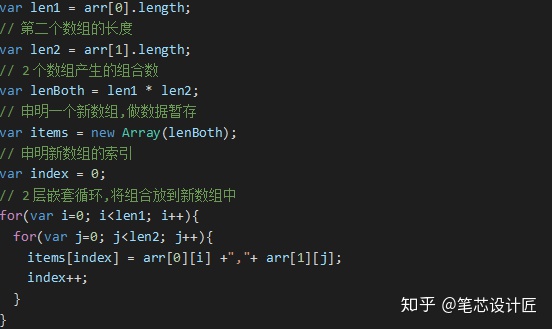 var len1 = arr[0].length;
// 第二个数组的长度
var len2 = arr[1].length;
// 2个数组产生的组合数
var lenBoth = len1 * len2;
// 申明一个新数组,做数据暂存
var items = new Array(lenBoth);
// 申明新数组的索引
var index = 0;
// 2层嵌套循环,将组合放到新数组中
for(var i=0; i<len1; i++){
  for(var j=0; j<len2; j++){
    items[index] = arr[0][i] +","+ arr[1][j];
    index++;
  }
}
知乎 @笔芯设计匠